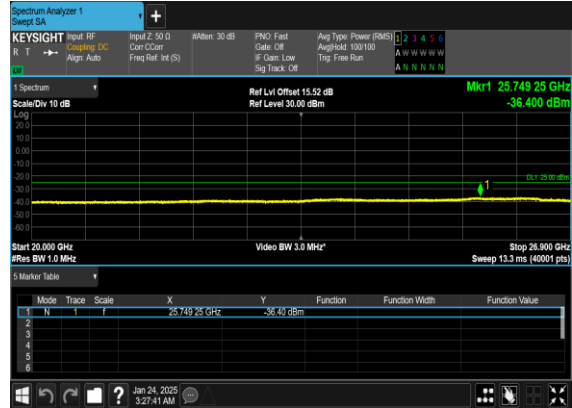 Spectrum Analyzer 1
Swept SA
KEYSIGHT Input: RF Input Z: 50 Ω #Atten: 30 dB PNO: Fast Avg Type: Power (RMS) 1 2 3 4 5 6
R T Coupling: DC Corr CCorr Gate: Off Avg|Hold: 100/100 A W W W W W
Align: Auto Freq Ref: Int (S) IF Gain: Low Trig: Free Run
Sig Track: Off A N N N N N
1 Spectrum Ref Lvl Offset 15.52 dB Mkr1 25.749 25 GHz
Scale/Div 10 dB Ref Level 30.00 dBm -36.400 dBm
Log
20.0
10.0
0.00
-10.0
-20.0 DL1 -25.00 dBm
-30.0 1
-40.0
-50.0
-60.0
Start 20.000 GHz Video BW 3.0 MHz* Stop 26.900 GHz
#Res BW 1.0 MHz Sweep 13.3 ms (40001 pts)
5 Marker Table
Mode Trace Scale X Y Function Function Width Function Value
1 N 1 f 25.749 25 GHz -36.40 dBm
2
3
4
5
6
? Jan 24, 2025
3:27:41 AM